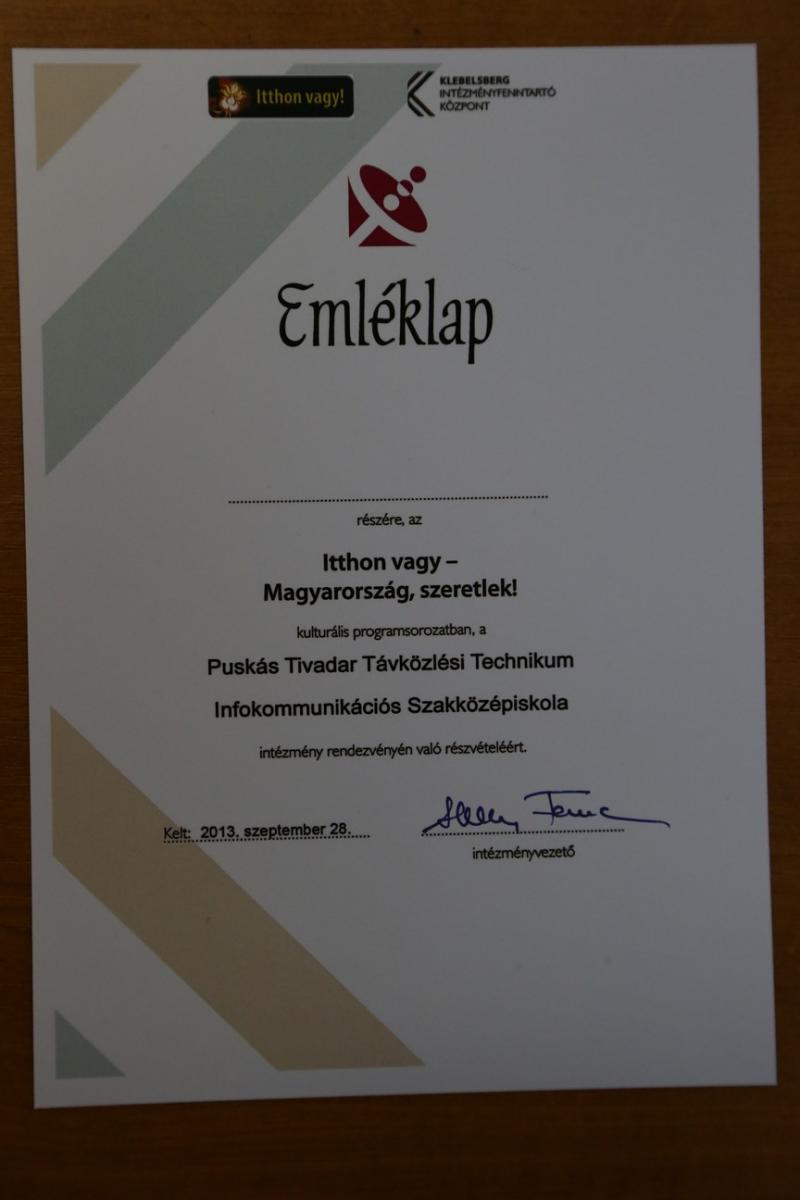 Itthon vagy!
KLEBELSBERG
INTÉZMÉNYFENNTARTÓ
KÖZPONT
Emléklap
részére, az
Itthon vagy –
Magyarország, szeretlek!
kulturális programsorozatban, a
Puskás Tivadar Távközlési Technikum
Infokommunikációs Szakközépiskola
intézmény rendezvényén való részvételéért.
Kelt: 2013. szeptember 28.
intézményvezető